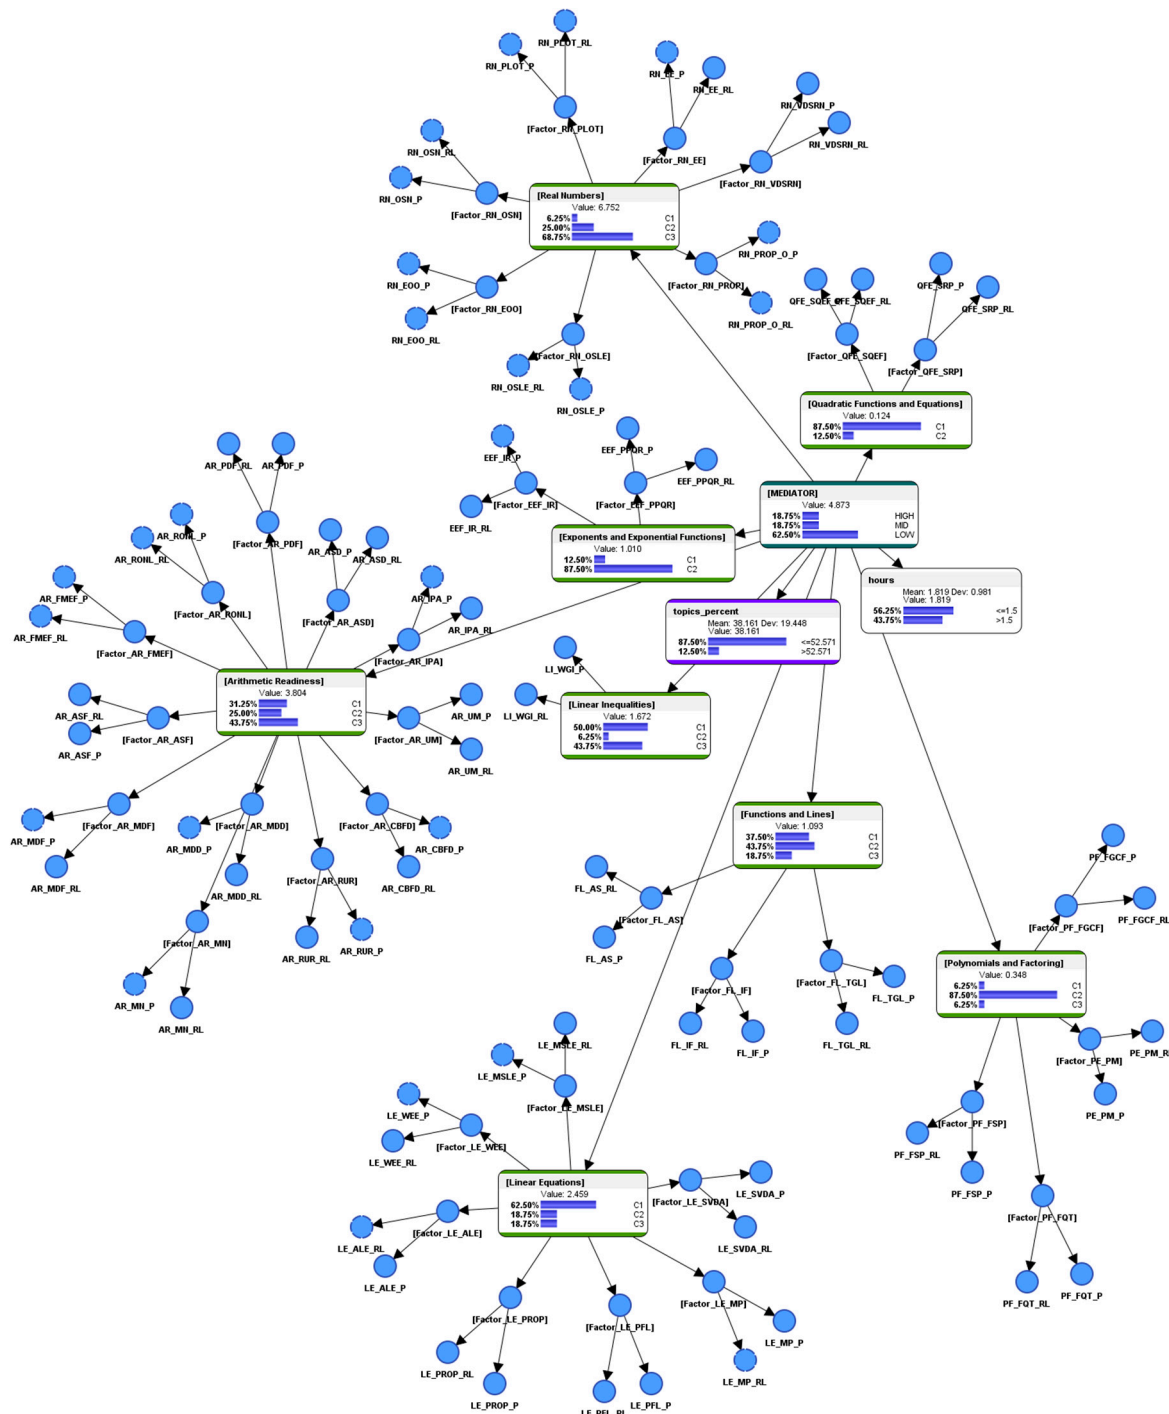 RN_PLOT_RL
RN_PLOT_P
RN_EE_P
RN_EE_RL
RN_VDSRN_P
[Factor_RN_PLOT]
RN_OSN_RL
[Factor_RN_EE]
RN_VDSRN_RL
[Factor_RN_VDSRN]
RN_OSN_P
[Factor_RN_OSN]
[Real Numbers]
Value: 6.752
6.25% C1
25.00% C2
68.75% C3
RN_PROP_O_P
RN_EOO_P
[Factor_RN_PROP]
[Factor_RN_EOO]
RN_EOO_RL
RN_PROP_O_RL
[Factor_RN_OSLE]
RN_OSLE_RL
RN_OSLE_P
QFE_SRP_P
QFE_SQEF_RL
QFE_SRP_RL
[Factor_QFE_SQEF]
[Factor_QFE_SRP]
[Quadratic Functions and Equations]
Value: 0.124
87.50% C1
12.50% C2
EEF_IR_P
EEF_PPQR_P
EEF_PPQR_RL
[Factor_EEF_IR]
[Factor_EEF_PPQR]
EEF_IR_RL
[MEDIATOR]
Value: 4.873
18.75% HIGH
18.75% MID
62.50% LOW
[Exponents and Exponential Functions]
Value: 1.010
12.50% C1
87.50% C2
hours
Mean: 1.819 Dev: 0.981
Value: 1.819
56.25% <=1.5
43.75% >1.5
topics_percent
Mean: 38.161 Dev: 19.448
Value: 38.161
87.50% <=52.571
12.50% >52.571
AR_PDF_RL
AR_PDF_P
AR_RONL_P
[Factor_AR_PDF]
AR_ASD_P
AR_ASD_RL
AR_RONL_RL
AR_FMEF_P
[Factor_AR_RONL]
[Factor_AR_ASD]
AR_IPA_P
AR_IPA_RL
AR_FMEF_RL
[Factor_AR_FMEF]
[Factor_AR_IPA]
[Arithmetic Readiness]
Value: 3.804
31.25% C1
25.00% C2
43.75% C3
AR_ASF_RL
[Factor_AR_ASF]
AR_ASF_P
AR_UM_P
[Factor_AR_UM]
AR_UM_RL
LI_WGI_P
LI_WGI_RL
[Linear Inequalities]
Value: 1.672
50.00% C1
6.25% C2
43.75% C3
AR_MDF_P
[Factor_AR_MDF]
AR_MDF_RL
[Factor_AR_MDD]
AR_MDD_P
AR_MDD_RL
[Factor_AR_CBFD]
AR_CBFD_P
AR_CBFD_RL
[Factor_AR_RUR]
AR_RUR_RL
AR_RUR_P
[Factor_AR_MN]
AR_MN_P
AR_MN_RL
[Functions and Lines]
Value: 1.093
37.50% C1
43.75% C2
18.75% C3
FL_AS_RL
[Factor_FL_AS]
FL_AS_P
[Factor_FL_IF]
[Factor_FL_TGL]
FL_TGL_P
FL_IF_RL
FL_IF_P
FL_TGL_RL
PF_FGCF_P
[Factor_PF_FGCF]
PF_FGCF_RL
[Polynomials and Factoring]
Value: 0.348
6.25% C1
87.50% C2
6.25% C3
[Factor_PE_PM]
PE_PM_P
[Factor_PF_FSP]
PF_FSP_RL
PF_FSP_P
[Factor_PF_FQT]
PF_FQT_RL
PF_FQT_P
LE_MSLE_RL
LE_MSLE_P
[Factor_LE_MSLE]
LE_WEE_P
[Factor_LE_WEE]
LE_WEE_RL
[Linear Equations]
Value: 2.459
62.50% C1
18.75% C2
18.75% C3
LE_SVDA_P
[Factor_LE_SVDA]
LE_SVDA_RL
[Factor_LE_ALE]
LE_ALE_RL
LE_ALE_P
[Factor_LE_PROP]
LE_PROP_RL
LE_PROP_P
[Factor_LE_PFL]
LE_PFL_RL
LE_PFL_P
[Factor_LE_MP]
LE_MP_P
LE_MP_RL